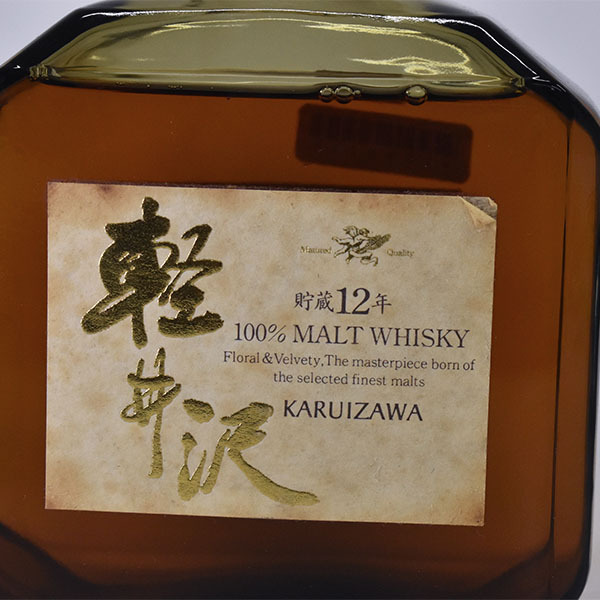 軽井沢
Matured Quality
貯蔵12年
100% MALT WHISKY
Floral & Velvety, The masterpiece born of
the selected finest malts
KARUIZAWA